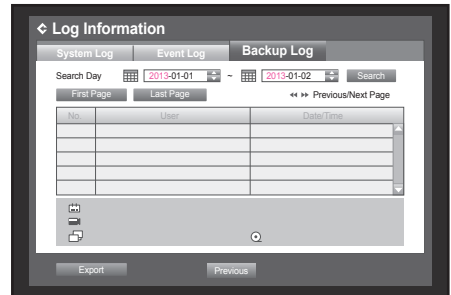 Log Information
System Log Event Log Backup Log
Search Day 2013-01-01 ~ 2013-01-02 Search
First Page Last Page Previous/Next Page
No. User Date/Time
Export Previous